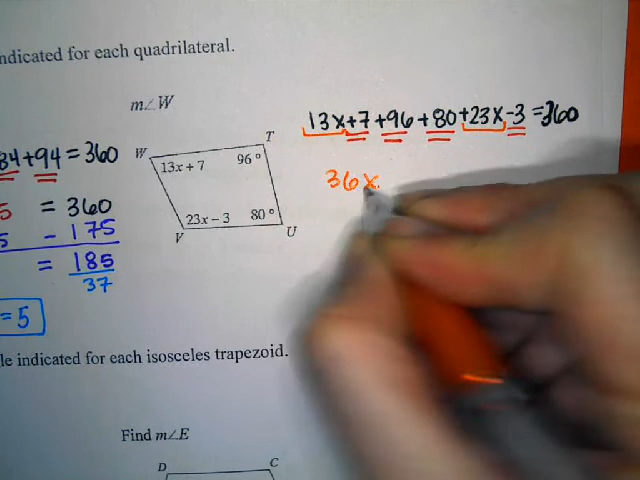 ndicated for each quadrilateral.
m∠W
13x+7+96+80+23x-3=360
84+94=360
W
T
13x + 7
96°
36x
5 = 360
23x - 3
80°
V
U
5 - 175
= 185
37
=5
le indicated for each isosceles trapezoid.
Find m∠E
D
C